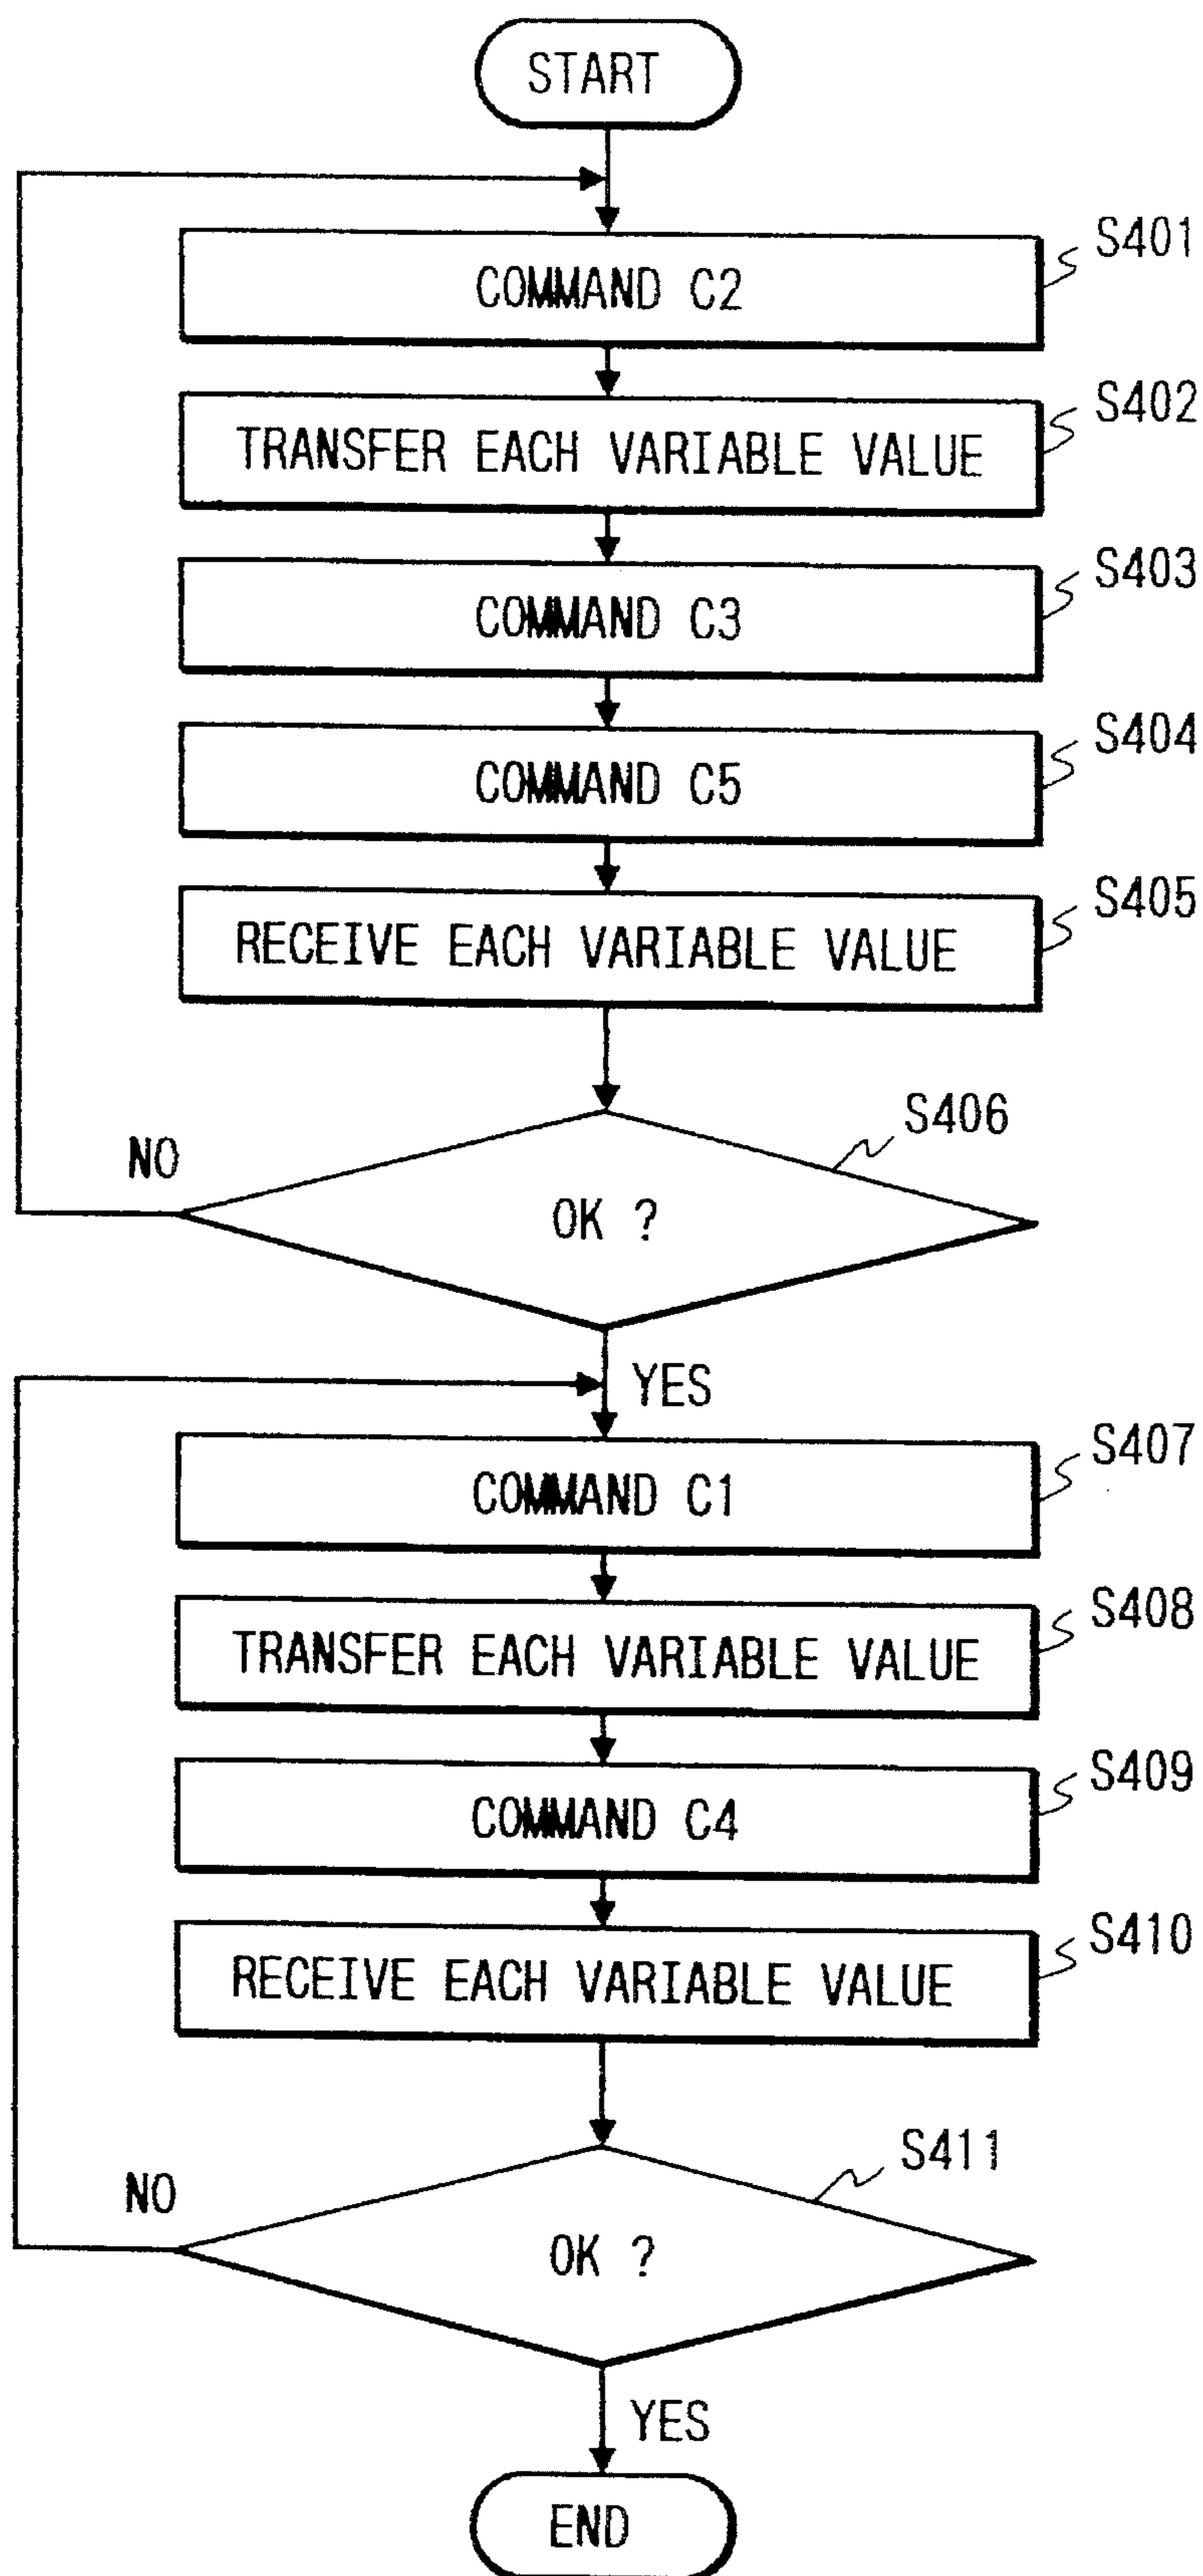 START
S401
COMMAND C2
S402
TRANSFER EACH VARIABLE VALUE
S403
COMMAND C3
S404
COMMAND C5
S405
RECEIVE EACH VARIABLE VALUE
S406
NO
OK ?
YES
S407
COMMAND C1
S408
TRANSFER EACH VARIABLE VALUE
S409
COMMAND C4
S410
RECEIVE EACH VARIABLE VALUE
S411
NO
OK ?
YES
END